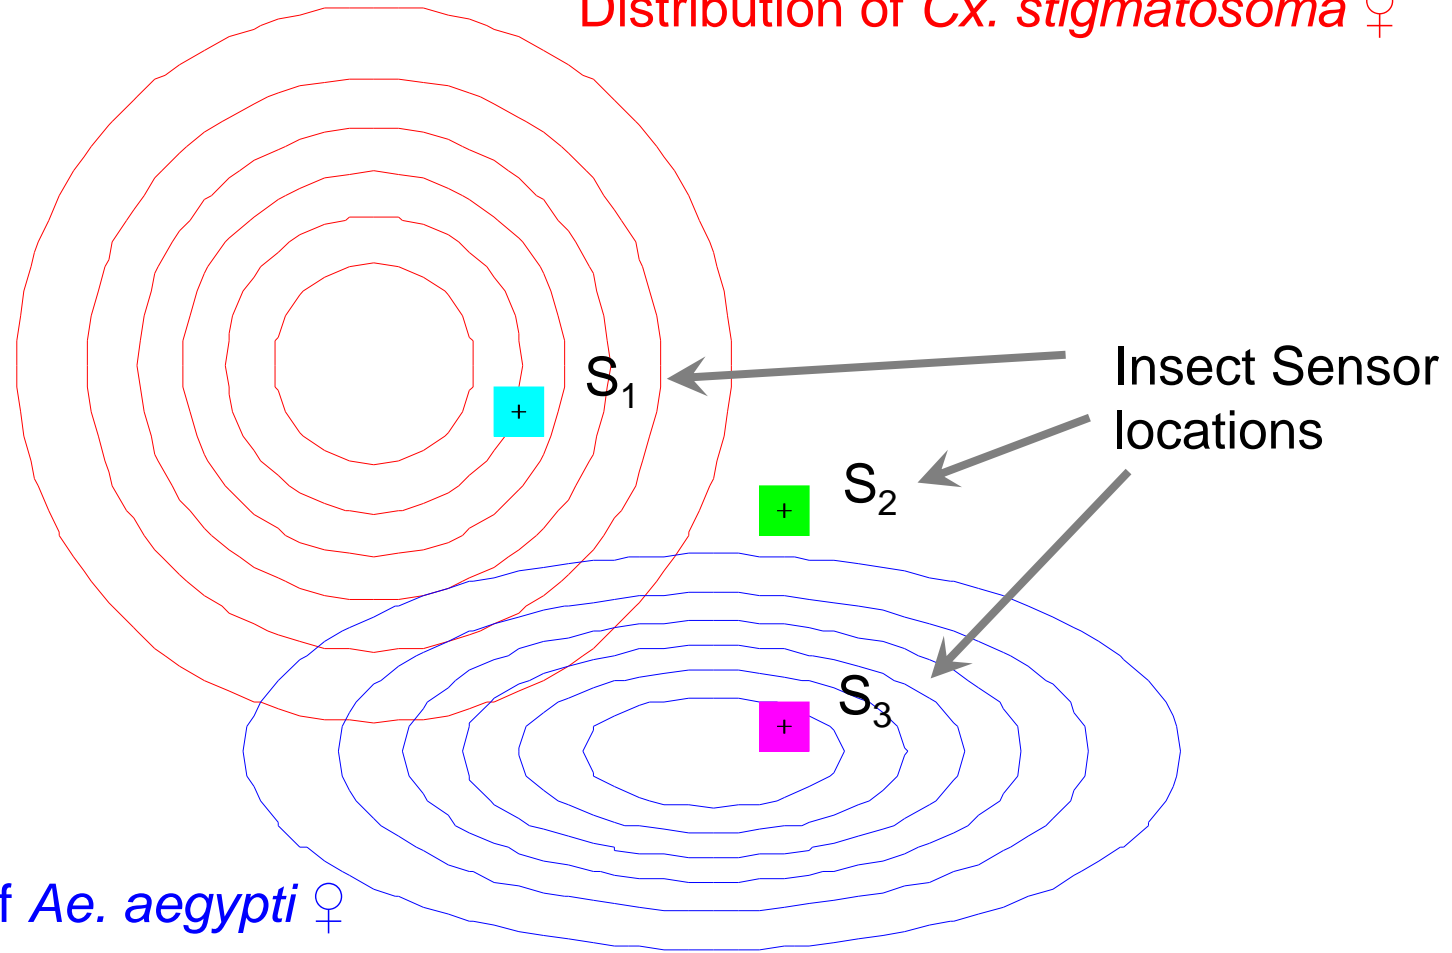 Distribution of Cx. stigmatosoma ♀
S1
Insect Sensor
locations
S2
S3
f Ae. aegypti ♀